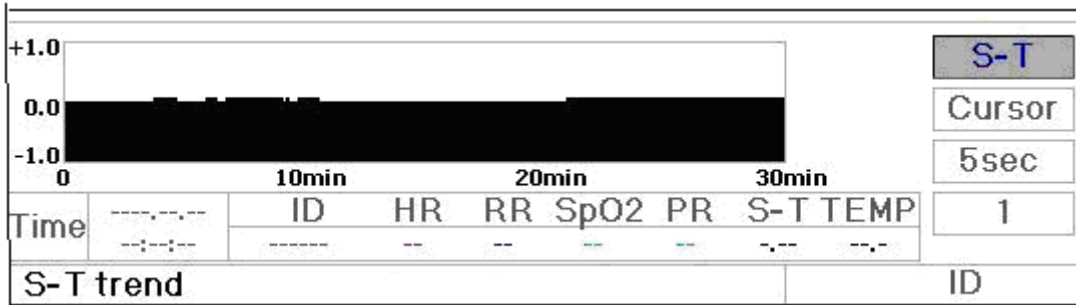 +1.0
S-T
0.0
Cursor
-1.0
5sec
0 10min 20min 30min
Time ----.--.-- ID HR RR SpO2 PR S-T TEMP 1
--:--:-- ------ -- -- -- -- -.-- --.-
S-T trend ID